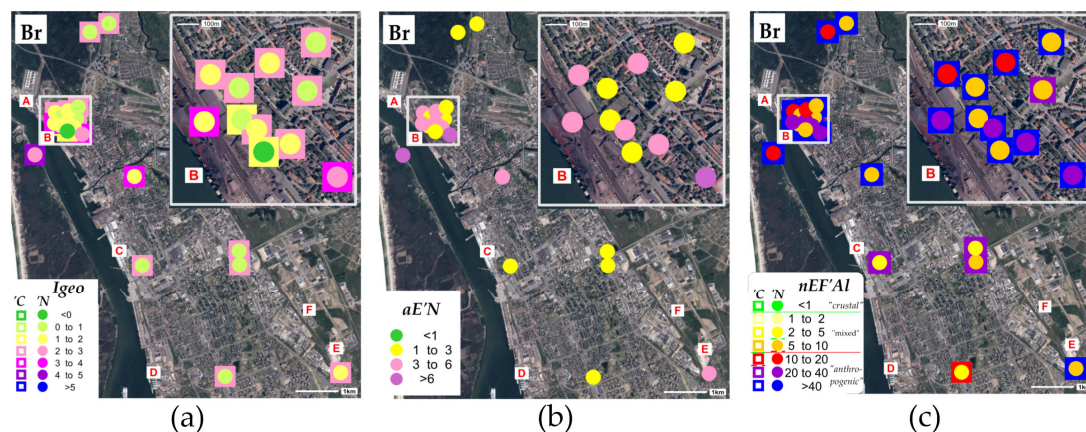 Br
100m
A
B
B
C
D
E
F
Igeo
'C 'N
<0
0 to 1
1 to 2
2 to 3
3 to 4
4 to 5
>5
1km
(a)
Br
100m
A
B
B
C
D
E
F
aE'N
<1
1 to 3
3 to 6
>6
1km
(b)
Br
100m
A
B
B
C
D
E
F
nEF'Al
'C 'N
<1 "crustal"
1 to 2
2 to 5 "mixed"
5 to 10
10 to 20
20 to 40 "anthro-
>40 pogenic"
1km
(c)